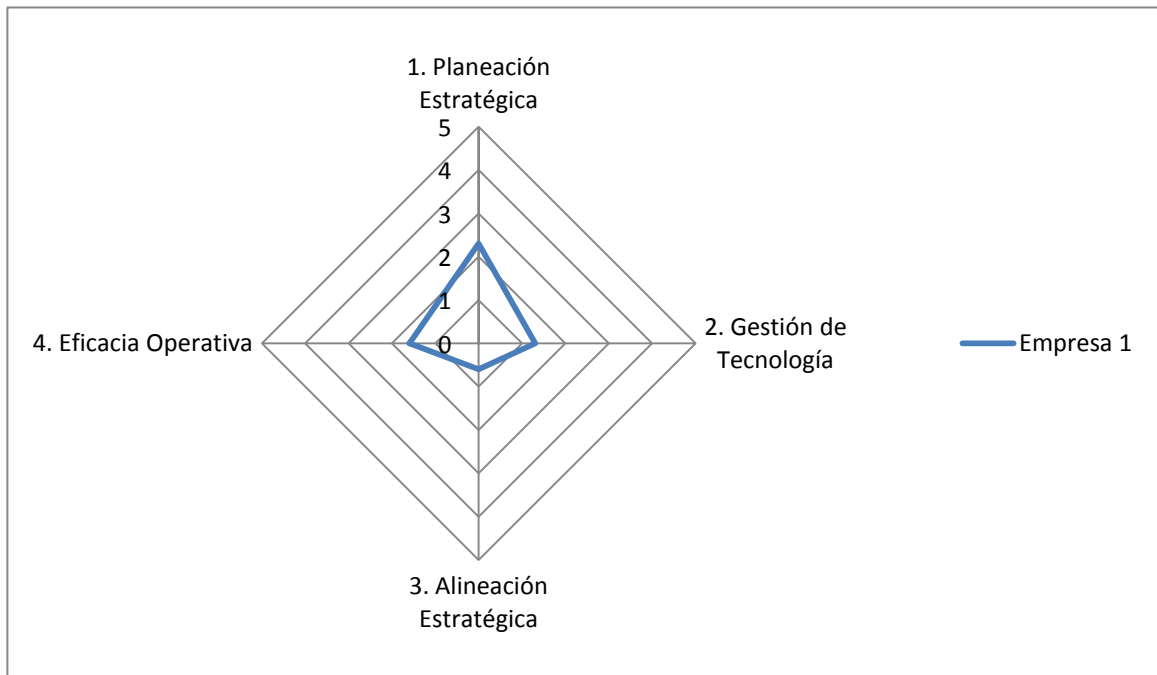 1. Planeación
Estratégica
5
4
3
2
1
0
4. Eficacia Operativa
2. Gestión de
Tecnología
Empresa 1
3. Alineación
Estratégica